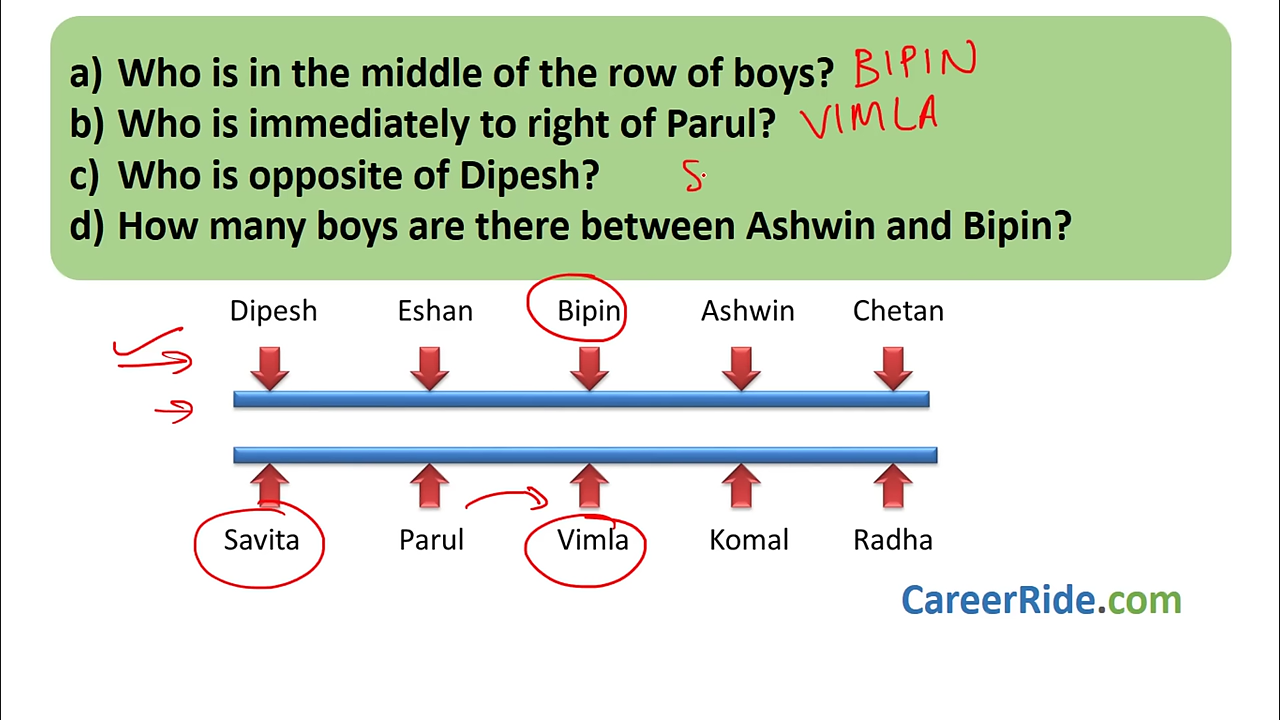 a) Who is in the middle of the row of boys? BIPIN
b) Who is immediately to right of Parul? VIMLA
c) Who is opposite of Dipesh? S
d) How many boys are there between Ashwin and Bipin?
Dipesh Eshan Bipin Ashwin Chetan
Savita Parul Vimla Komal Radha
CareerRide.com